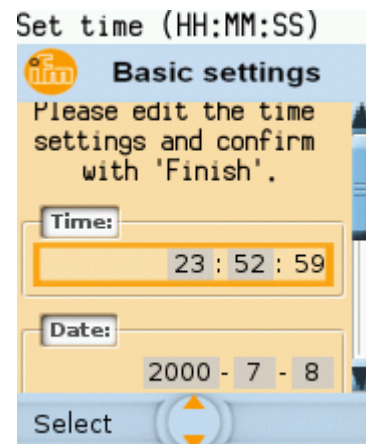 Set time (HH:MM:SS)
ifm
Basic settings
Please edit the time
settings and confirm
with 'Finish'.
Time:
23 : 52 : 59
Date:
2000 - 7 - 8
Select